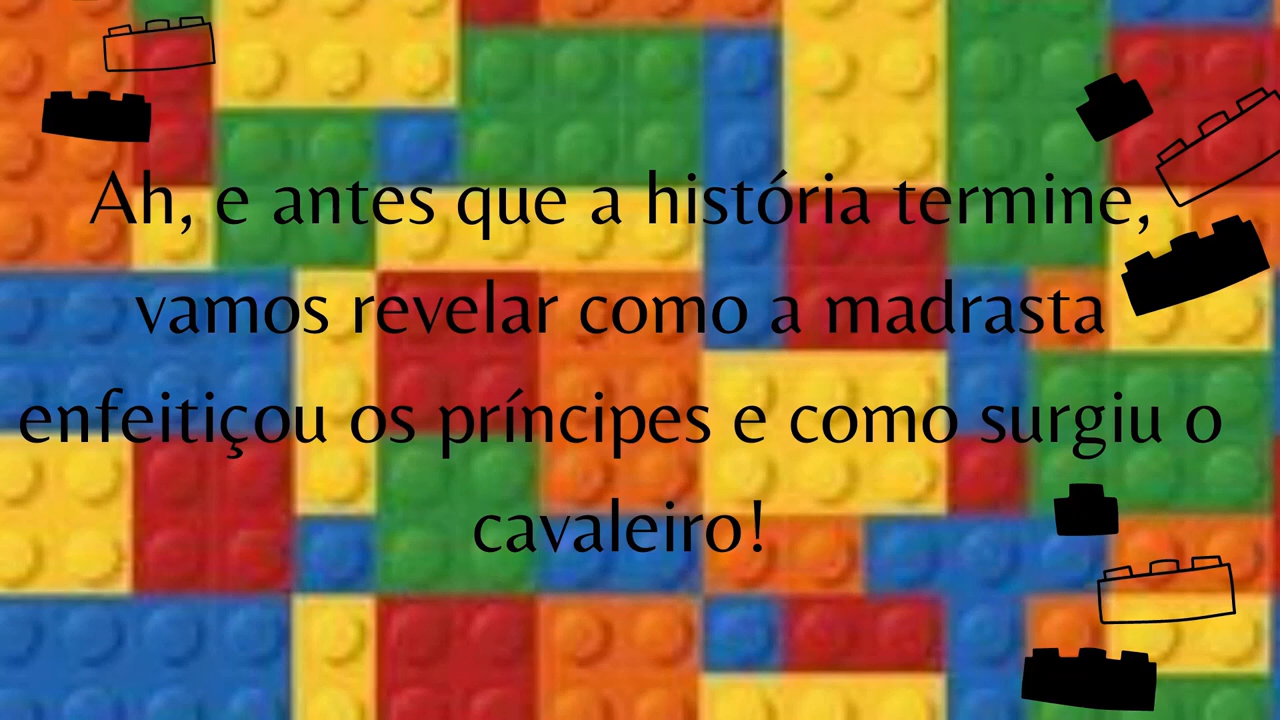 Ah, e antes que a história termine,
vamos revelar como a madrasta
enfeitiçou os príncipes e como surgiu o
cavaleiro!